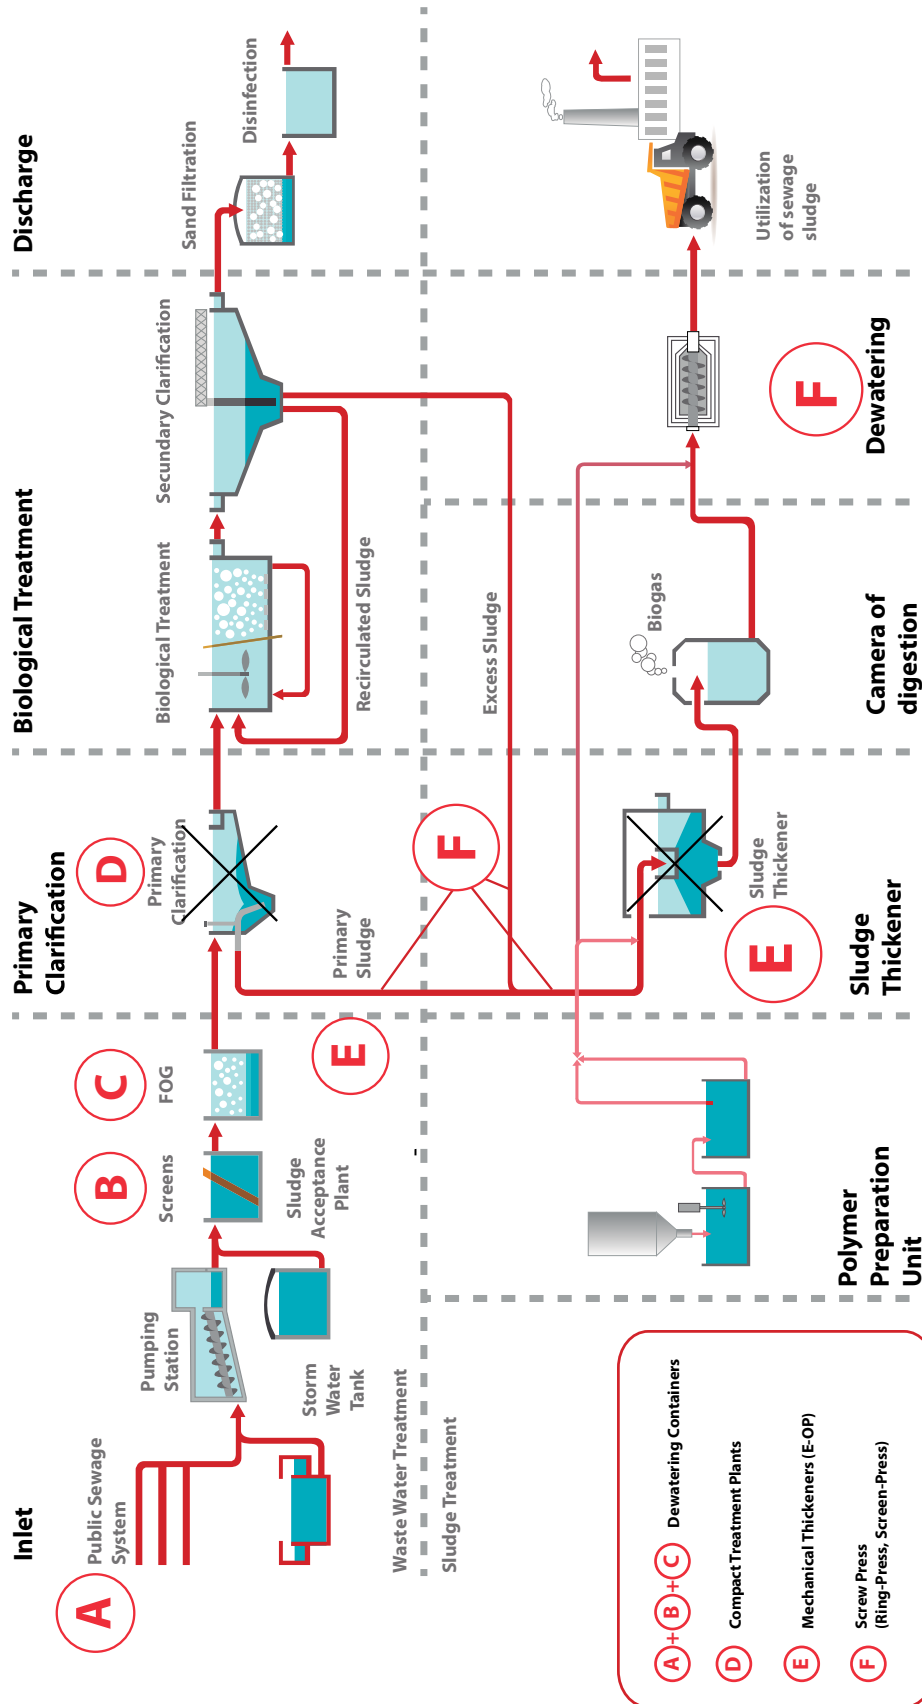 Inlet
Primary
Clarification
Biological Treatment
Discharge
A
Public Sewage
System
Pumping
Station
Storm
Water
Tank
B
Screens
C
FOG
Sludge
Acceptance
Plant
E
D
Primary
Clarification
Primary
Sludge
F
Biological Treatment
Recirculated Sludge
Secundary Clarification
Excess Sludge
Sand Filtration
Disinfection
Waste Water Treatment
Sludge Treatment
Polymer
Preparation
Unit
E
Sludge
Thickener
Sludge
Thickener
Biogas
Camera of
digestion
F
Dewatering
Utilization
of sewage
sludge
A + B + C Dewatering Containers
D Compact Treatment Plants
E Mechanical Thickeners (E-OP)
F Screw Press
(Ring-Press, Screen-Press)